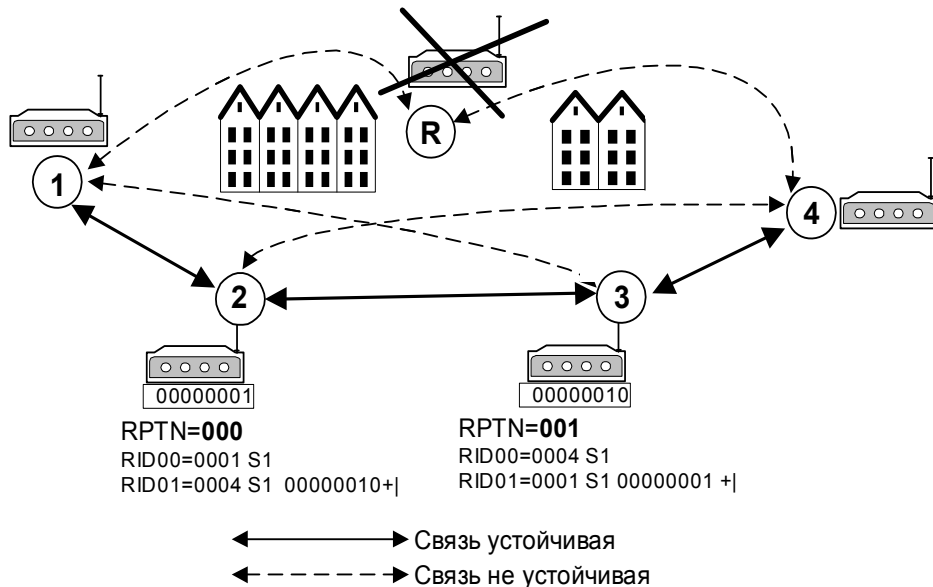 R
1
4
2
3
00000001
00000010
RPTN=000
RID00=0001 S1
RID01=0004 S1 00000010+|
RPTN=001
RID00=0004 S1
RID01=0001 S1 00000001 +|
Связь устойчивая
Связь не устойчивая